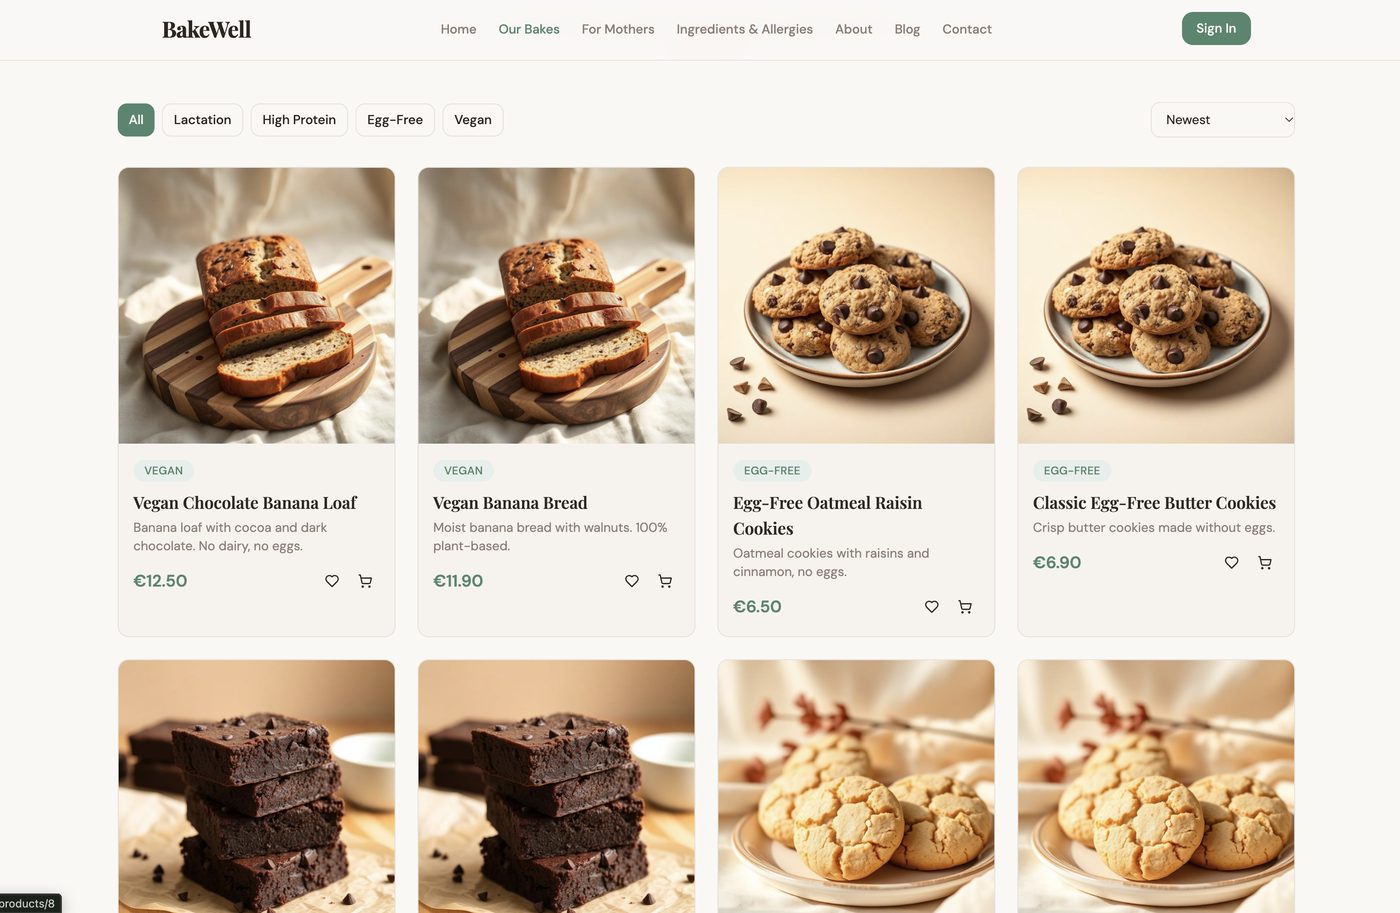 BakeWell
Home Our Bakes For Mothers Ingredients & Allergies About Blog Contact
Sign In
All Lactation High Protein Egg-Free Vegan
Newest
VEGAN
Vegan Chocolate Banana Loaf
Banana loaf with cocoa and dark
chocolate. No dairy, no eggs.
€12.50
VEGAN
Vegan Banana Bread
Moist banana bread with walnuts. 100%
plant-based.
€11.90
EGG-FREE
Egg-Free Oatmeal Raisin
Cookies
Oatmeal cookies with raisins and
cinnamon, no eggs.
€6.50
EGG-FREE
Classic Egg-Free Butter Cookies
Crisp butter cookies made without eggs.
€6.90
products/8